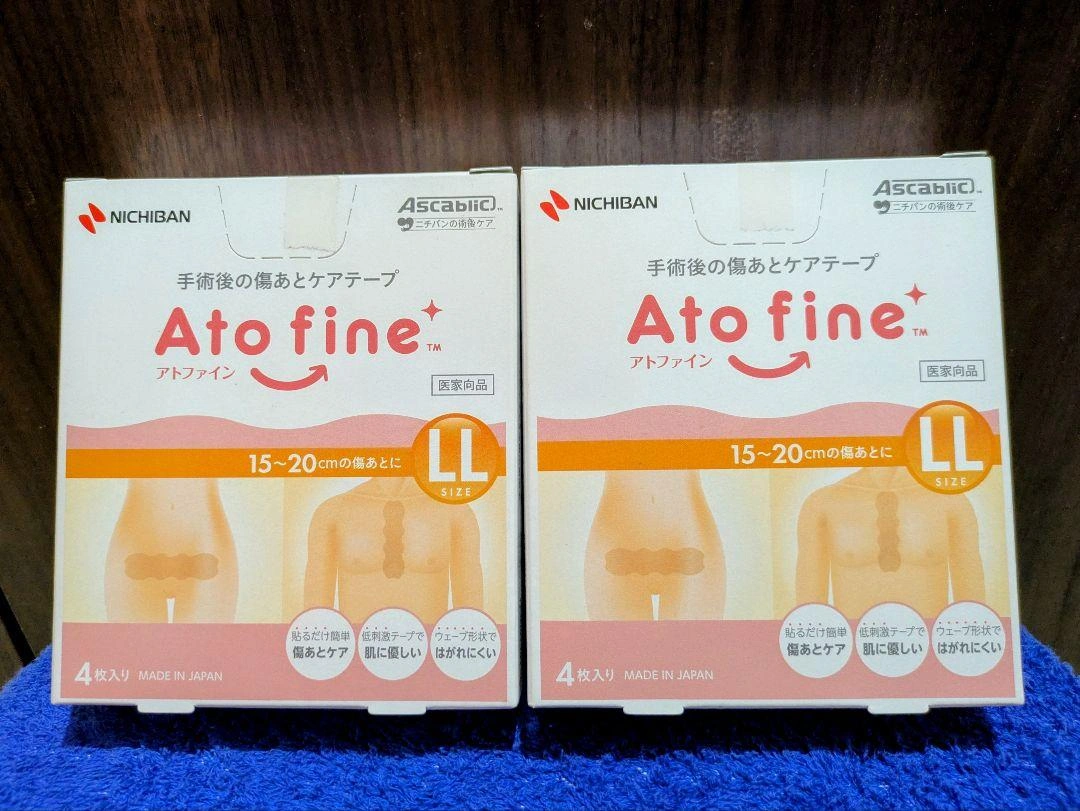 NICHIBAN
Ascablic™
ニチバンの術後ケア
手術後の傷あとケアテープ
Ato fine™
アトファイン
医家向品
15~20cmの傷あとに
LL
SIZE
貼るだけ簡単
傷あとケア
低刺激テープで
肌に優しい
ウェーブ形状で
はがれにくい
4枚入り MADE IN JAPAN
NICHIBAN
Ascablic™
ニチバンの術後ケア
手術後の傷あとケアテープ
Ato fine™
アトファイン
医家向品
15~20cmの傷あとに
LL
SIZE
貼るだけ簡単
傷あとケア
低刺激テープで
肌に優しい
ウェーブ形状で
はがれにくい
4枚入り MADE IN JAPAN